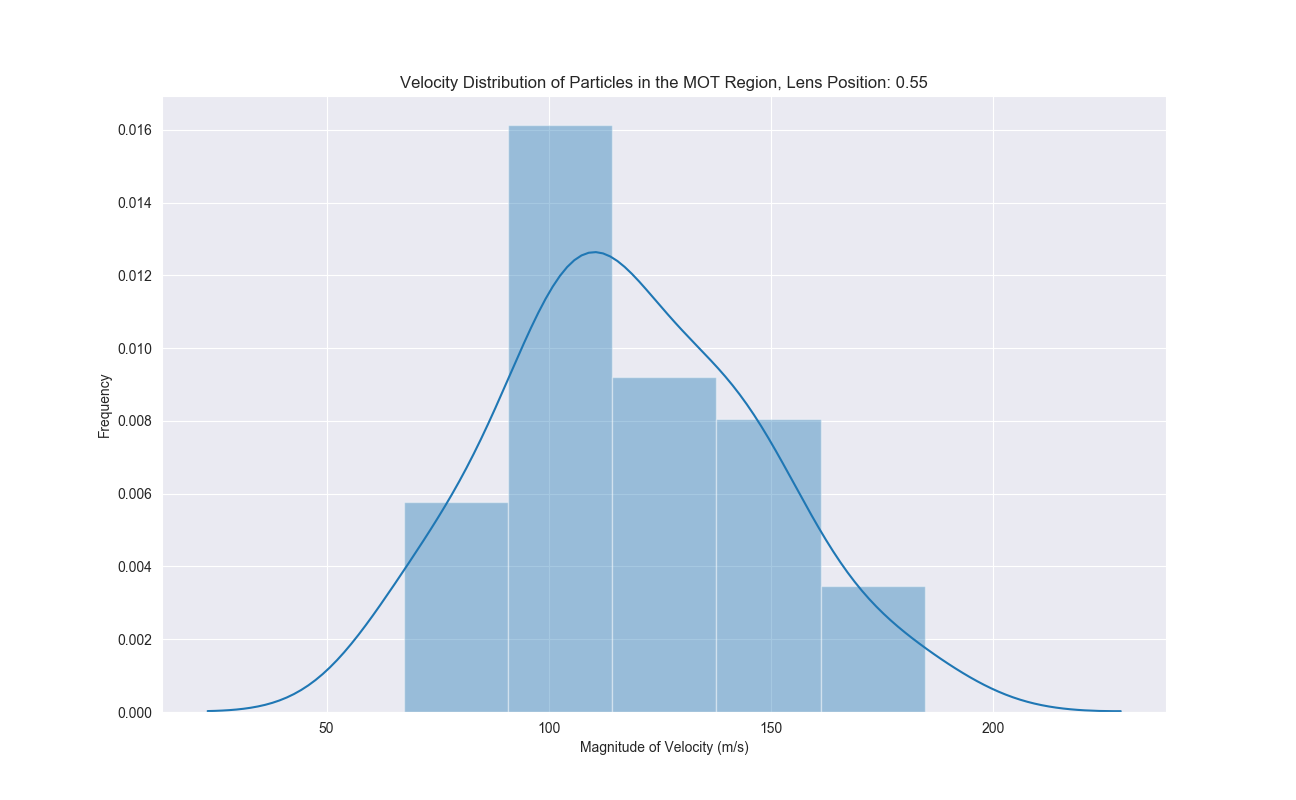 Velocity Distribution of Particles in the MOT Region, Lens Position: 0.55
0.016
0.014
0.012
0.010
0.008
0.006
0.004
0.002
0.000
Frequency
50 100 150 200
Magnitude of Velocity (m/s)